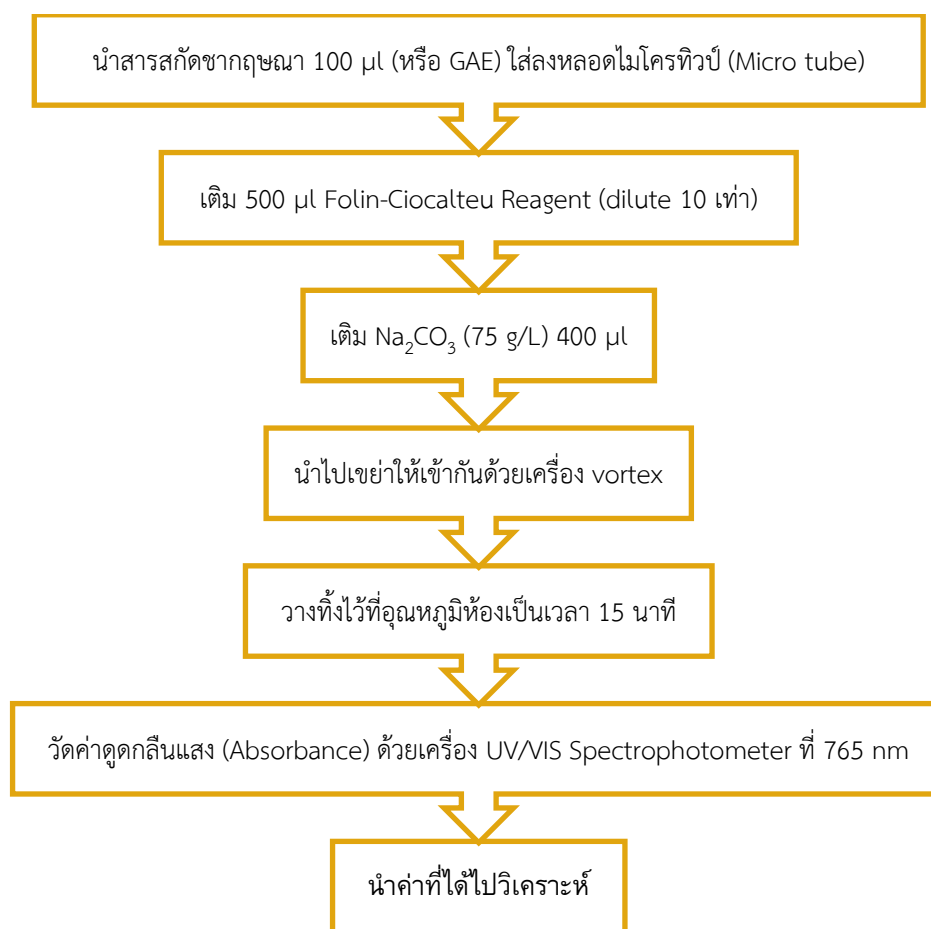 นำสารสกัดชากฤษณา 100 µl (หรือ GAE) ใส่ลงหลอดไมโครทิวป์ (Micro tube)
เติม 500 µl Folin-Ciocalteu Reagent (dilute 10 เท่า)
เติม Na₂CO₃ (75 g/L) 400 µl
นำไปเขย่าให้เข้ากันด้วยเครื่อง vortex
วางทิ้งไว้ที่อุณหภูมิห้องเป็นเวลา 15 นาที
วัดค่าดูดกลืนแสง (Absorbance) ด้วยเครื่อง UV/VIS Spectrophotometer ที่ 765 nm
นำค่าที่ได้ไปวิเคราะห์